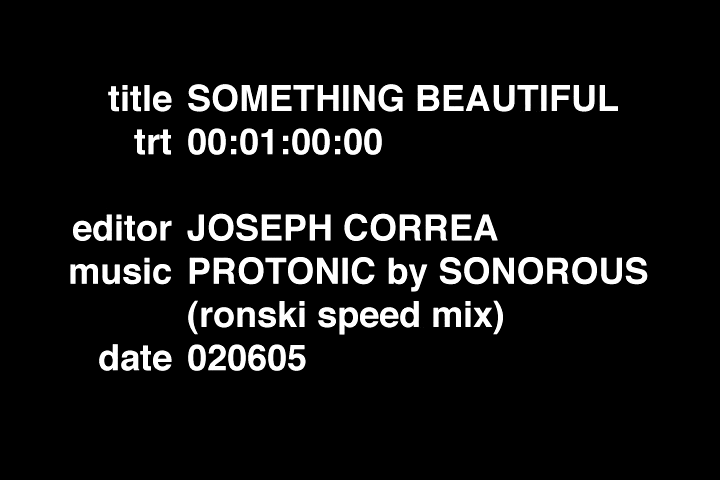 title SOMETHING BEAUTIFUL
trt 00:01:00:00
editor JOSEPH CORREA
music PROTONIC by SONOROUS
(ronski speed mix)
date 020605